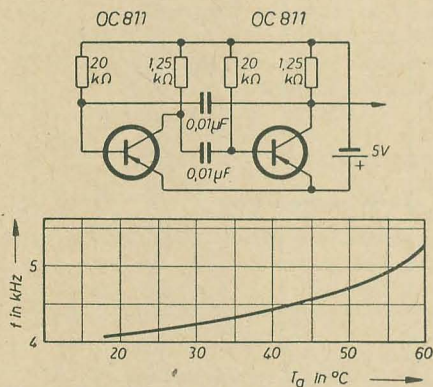 OC 811 OC 811
20 kΩ
1,25 kΩ
20 kΩ
1,25 kΩ
0,01µF
0,01µF
5V
+
f in kHz
5
4
20 30 40 50 60
Ta in °C